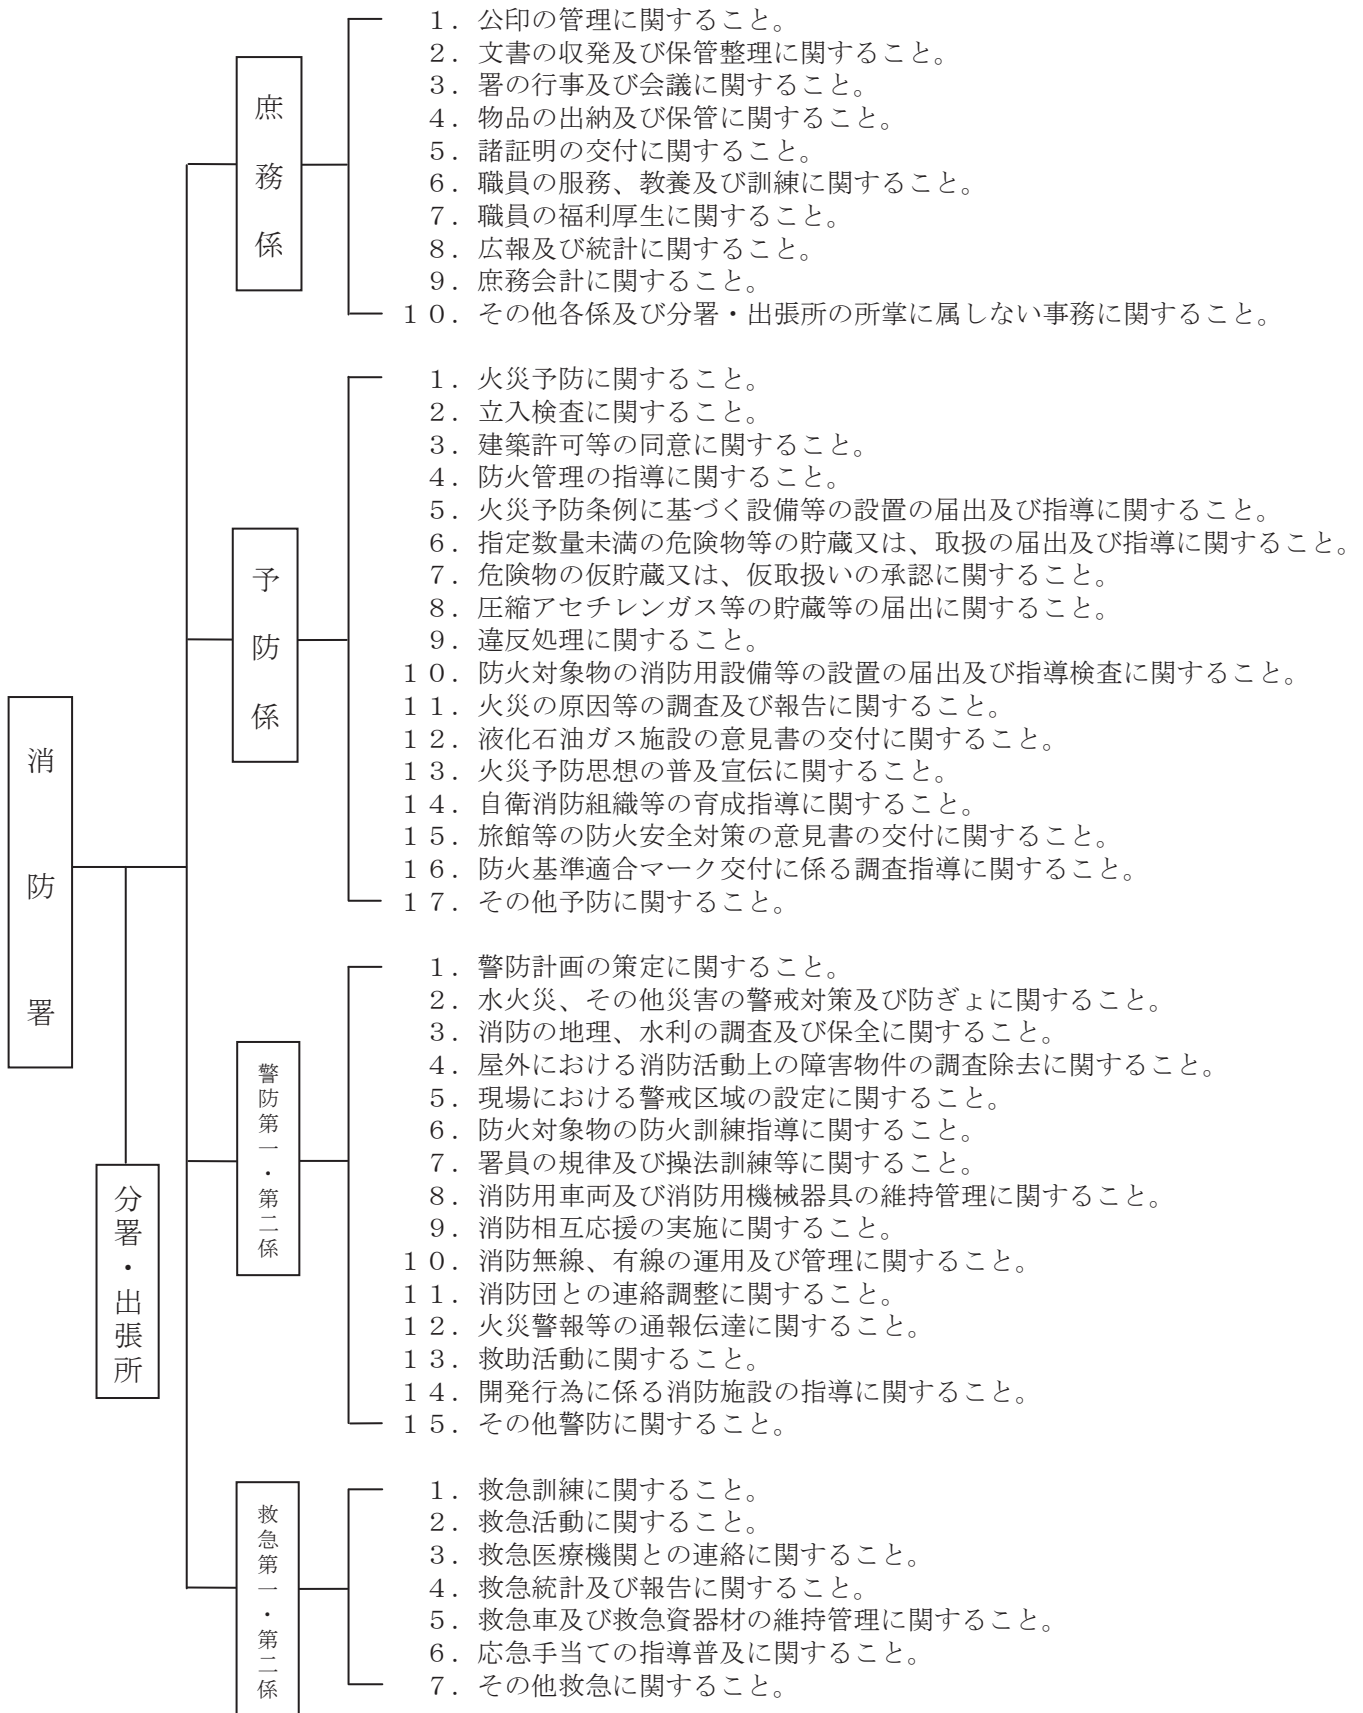 消防署
分署・出張所
庶務係
１．公印の管理に関すること。
２．文書の収発及び保管整理に関すること。
３．署の行事及び会議に関すること。
４．物品の出納及び保管に関すること。
５．諸証明の交付に関すること。
６．職員の服務、教養及び訓練に関すること。
７．職員の福利厚生に関すること。
８．広報及び統計に関すること。
９．庶務会計に関すること。
１０．その他各係及び分署・出張所の所掌に属しない事務に関すること。
予防係
１．火災予防に関すること。
２．立入検査に関すること。
３．建築許可等の同意に関すること。
４．防火管理の指導に関すること。
５．火災予防条例に基づく設備等の設置の届出及び指導に関すること。
６．指定数量未満の危険物等の貯蔵又は、取扱の届出及び指導に関すること。
７．危険物の仮貯蔵又は、仮取扱いの承認に関すること。
８．圧縮アセチレンガス等の貯蔵等の届出に関すること。
９．違反処理に関すること。
１０．防火対象物の消防用設備等の設置の届出及び指導検査に関すること。
１１．火災の原因等の調査及び報告に関すること。
１２．液化石油ガス施設の意見書の交付に関すること。
１３．火災予防思想の普及宣伝に関すること。
１４．自衛消防組織等の育成指導に関すること。
１５．旅館等の防火安全対策の意見書の交付に関すること。
１６．防火基準適合マーク交付に係る調査指導に関すること。
１７．その他予防に関すること。
警防第一・第二係
１．警防計画の策定に関すること。
２．水火災、その他災害の警戒対策及び防ぎょに関すること。
３．消防の地理、水利の調査及び保全に関すること。
４．屋外における消防活動上の障害物件の調査除去に関すること。
５．現場における警戒区域の設定に関すること。
６．防火対象物の防火訓練指導に関すること。
７．署員の規律及び操法訓練等に関すること。
８．消防用車両及び消防用機械器具の維持管理に関すること。
９．消防相互応援の実施に関すること。
１０．消防無線、有線の運用及び管理に関すること。
１１．消防団との連絡調整に関すること。
１２．火災警報等の通報伝達に関すること。
１３．救助活動に関すること。
１４．開発行為に係る消防施設の指導に関すること。
１５．その他警防に関すること。
救急第一・第二係
１．救急訓練に関すること。
２．救急活動に関すること。
３．救急医療機関との連絡に関すること。
４．救急統計及び報告に関すること。
５．救急車及び救急資器材の維持管理に関すること。
６．応急手当ての指導普及に関すること。
７．その他救急に関すること。